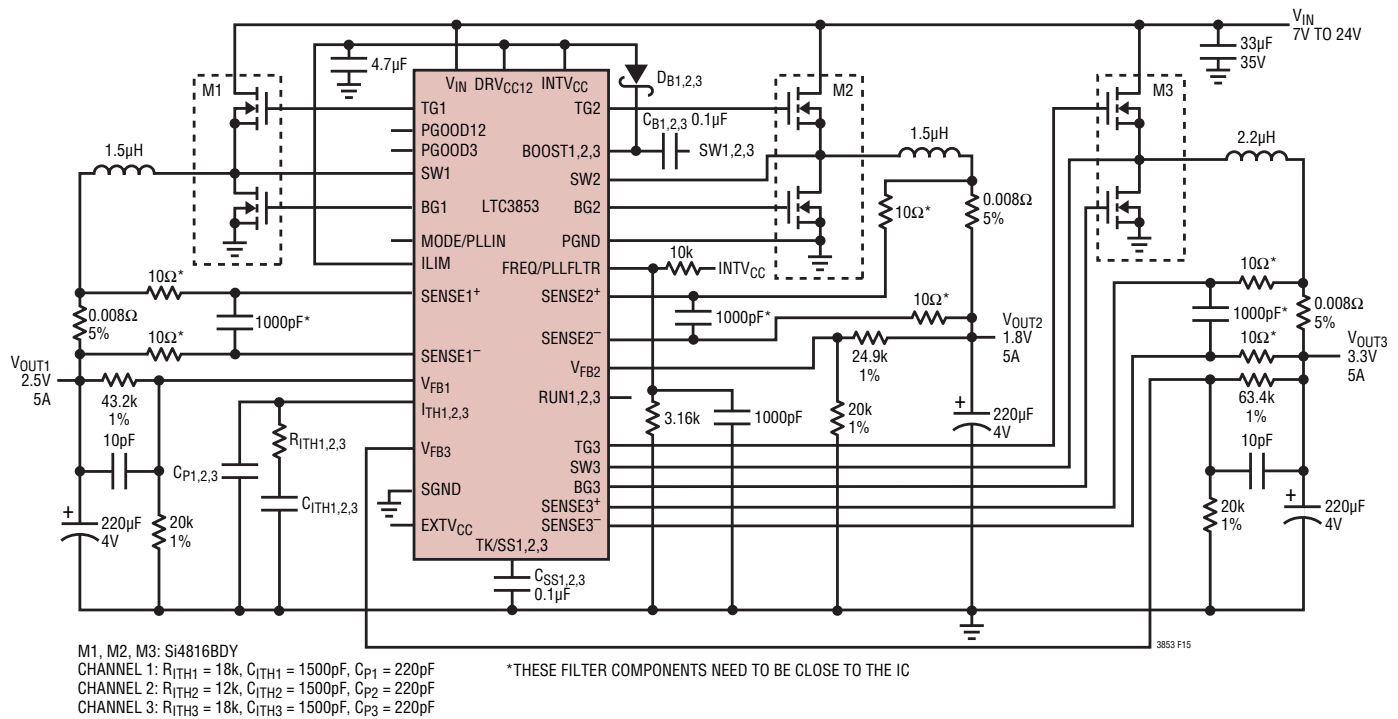 VIN
7V TO 24V
33µF
35V
4.7µF
VIN DRVCC12 INTVCC
DB1,2,3
M1
M2
M3
TG1
TG2
CB1,2,3 0.1µF
PGOOD12
PGOOD3
BOOST1,2,3
SW1,2,3
1.5µH
1.5µH
2.2µH
SW1
SW2
BG1
LTC3853
BG2
10Ω*
0.008Ω
5%
MODE/PLLIN
PGND
ILIM
FREQ/PLLFLTR
10k
INTVCC
10Ω*
SENSE1+
SENSE2+
10Ω*
10Ω*
0.008Ω
5%
1000pF*
1000pF*
1000pF*
0.008Ω
5%
10Ω*
SENSE1–
SENSE2–
10Ω*
VOUT1
2.5V
5A
VOUT2
1.8V
5A
VOUT3
3.3V
5A
43.2k
1%
VFB1
VFB2
24.9k
1%
63.4k
1%
ITH1,2,3
RUN1,2,3
10pF
RITH1,2,3
3.16k
1000pF
20k
1%
+
220µF
4V
10pF
CP1,2,3
VFB3
TG3
SW3
CITH1,2,3
SGND
BG3
SENSE3+
+
220µF
4V
20k
1%
EXTVCC
SENSE3–
20k
1%
+
220µF
4V
TK/SS1,2,3
CSS1,2,3
0.1µF
3853 F15
M1, M2, M3: Si4816BDY
CHANNEL 1: RITH1 = 18k, CITH1 = 1500pF, CP1 = 220pF
CHANNEL 2: RITH2 = 12k, CITH2 = 1500pF, CP2 = 220pF
CHANNEL 3: RITH3 = 18k, CITH3 = 1500pF, CP3 = 220pF
*THESE FILTER COMPONENTS NEED TO BE CLOSE TO THE IC